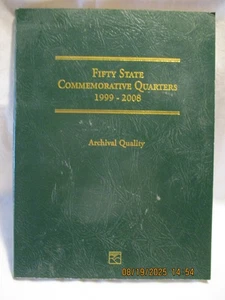 FIFTY STATE
COMMEMORATIVE QUARTERS
1999 - 2008
Archival Quality
08/19/2025 14:54